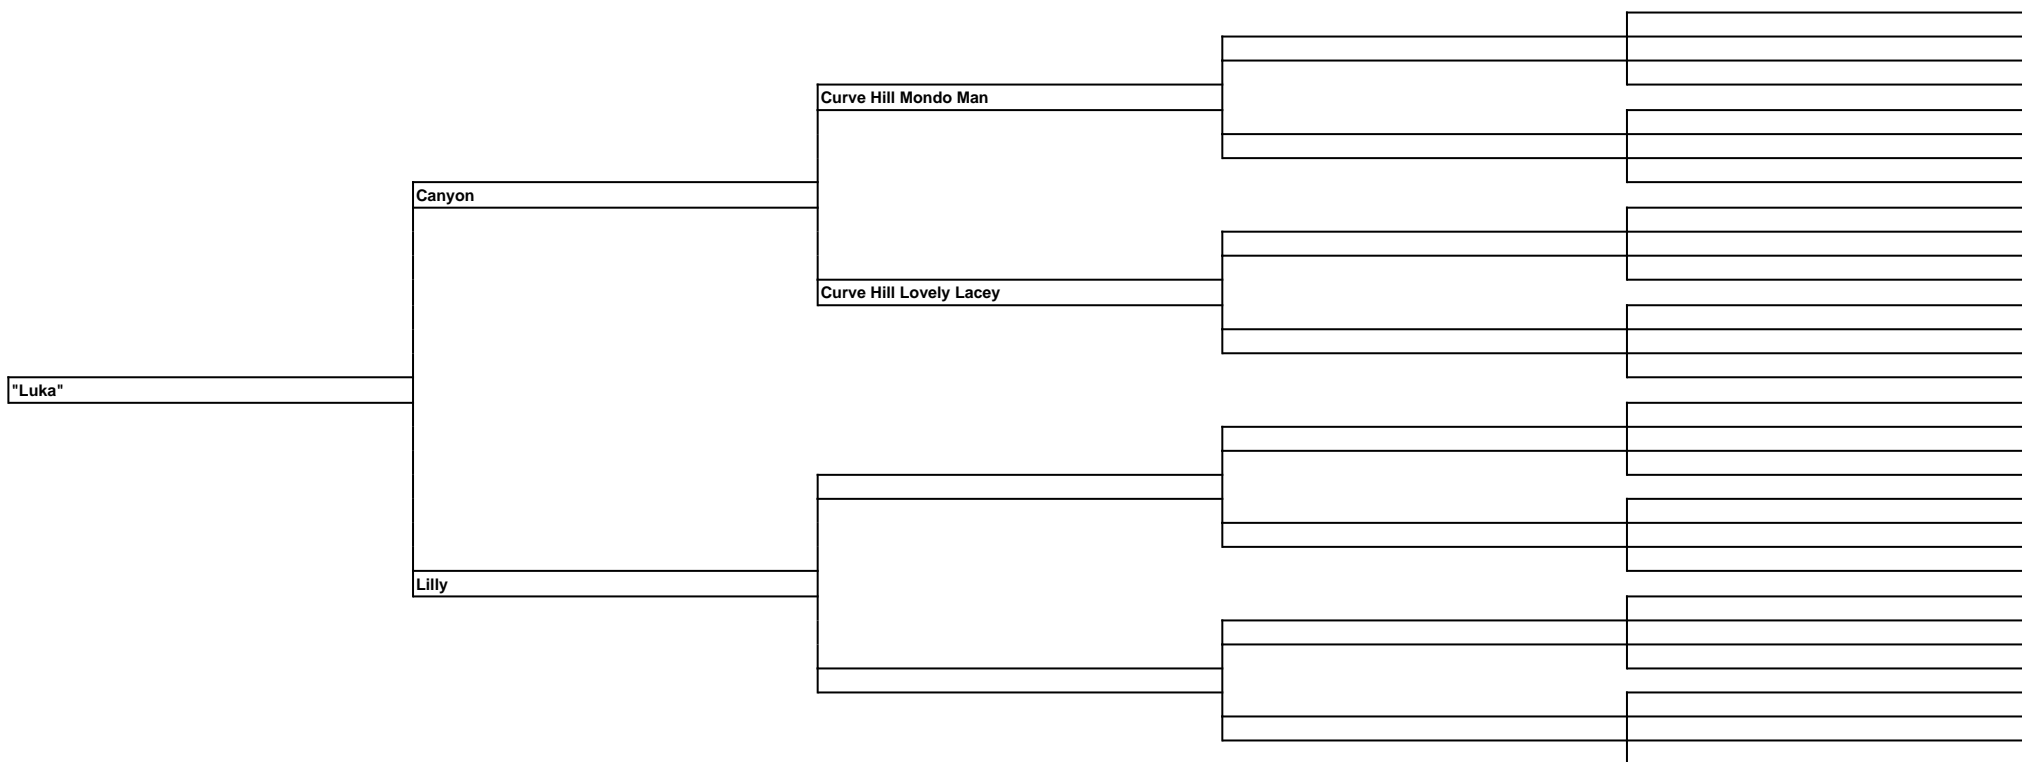 Curve Hill Mondo Man
Canyon
Curve Hill Lovely Lacey
"Luka"
Lilly